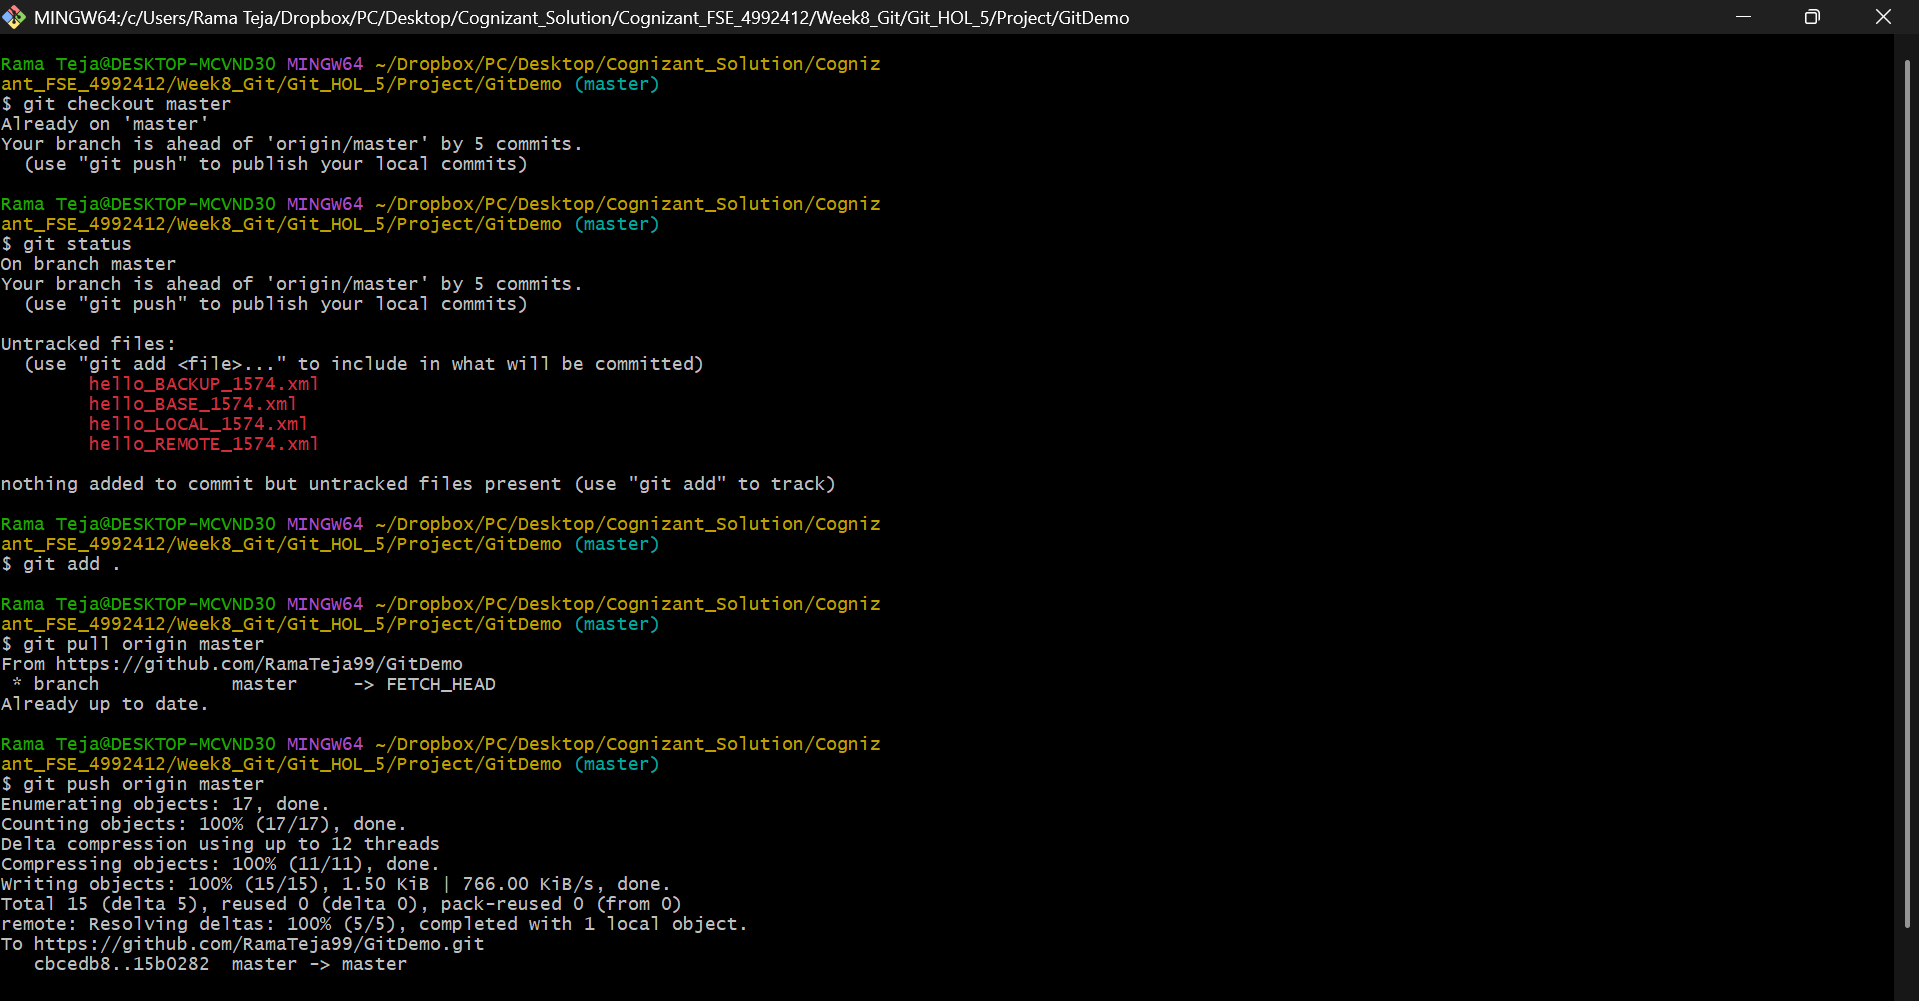 MINGW64:/c/Users/Rama Teja/Dropbox/PC/Desktop/Cognizant_Solution/Cognizant_FSE_4992412/Week8_Git/Git_HOL_5/Project/GitDemo
Rama Teja@DESKTOP-MCVND30 MINGW64 ~/Dropbox/PC/Desktop/Cognizant_Solution/Cogniz
ant_FSE_4992412/Week8_Git/Git_HOL_5/Project/GitDemo (master)
$ git checkout master
Already on 'master'
Your branch is ahead of 'origin/master' by 5 commits.
  (use "git push" to publish your local commits)
Rama Teja@DESKTOP-MCVND30 MINGW64 ~/Dropbox/PC/Desktop/Cognizant_Solution/Cogniz
ant_FSE_4992412/Week8_Git/Git_HOL_5/Project/GitDemo (master)
$ git status
On branch master
Your branch is ahead of 'origin/master' by 5 commits.
  (use "git push" to publish your local commits)
Untracked files:
  (use "git add <file>..." to include in what will be committed)
        hello_BACKUP_1574.xml
        hello_BASE_1574.xml
        hello_LOCAL_1574.xml
        hello_REMOTE_1574.xml
nothing added to commit but untracked files present (use "git add" to track)
Rama Teja@DESKTOP-MCVND30 MINGW64 ~/Dropbox/PC/Desktop/Cognizant_Solution/Cogniz
ant_FSE_4992412/Week8_Git/Git_HOL_5/Project/GitDemo (master)
$ git add .
Rama Teja@DESKTOP-MCVND30 MINGW64 ~/Dropbox/PC/Desktop/Cognizant_Solution/Cogniz
ant_FSE_4992412/Week8_Git/Git_HOL_5/Project/GitDemo (master)
$ git pull origin master
From https://github.com/RamaTeja99/GitDemo
 * branch            master     -> FETCH_HEAD
Already up to date.
Rama Teja@DESKTOP-MCVND30 MINGW64 ~/Dropbox/PC/Desktop/Cognizant_Solution/Cogniz
ant_FSE_4992412/Week8_Git/Git_HOL_5/Project/GitDemo (master)
$ git push origin master
Enumerating objects: 17, done.
Counting objects: 100% (17/17), done.
Delta compression using up to 12 threads
Compressing objects: 100% (11/11), done.
Writing objects: 100% (15/15), 1.50 KiB | 766.00 KiB/s, done.
Total 15 (delta 5), reused 0 (delta 0), pack-reused 0 (from 0)
remote: Resolving deltas: 100% (5/5), completed with 1 local object.
To https://github.com/RamaTeja99/GitDemo.git
   cbcedb8..15b0282  master -> master